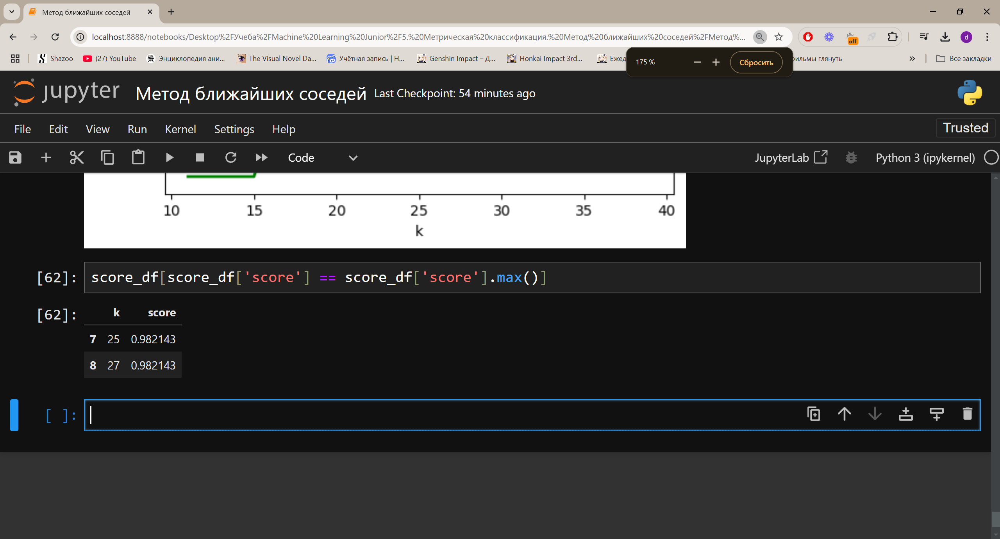 Метод ближайших соседей
localhost:8888/notebooks/Desktop%2FУчеба%2FMachine%20Learning%20Junior%2F5.%20Метрическая%20классификация.%20Метод%20ближайших%20соседей%2FМетод%...
off
d
Shazoo
(27) YouTube
Энциклопедия ани...
The Visual Novel Da...
Учётная запись | H...
Genshin Impact – Д...
Honkai Impact 3rd...
Ежед
175 %
Сбросить
фильмы глянуть
Все закладки
jupyter
Метод ближайших соседей
Last Checkpoint: 54 minutes ago
File Edit View Run Kernel Settings Help
Trusted
Code
JupyterLab
Python 3 (ipykernel)
10 15 20 25 30 35 40
k
[62]: score_df[score_df['score'] == score_df['score'].max()]
[62]: k score
7 25 0.982143
8 27 0.982143
[ ]: